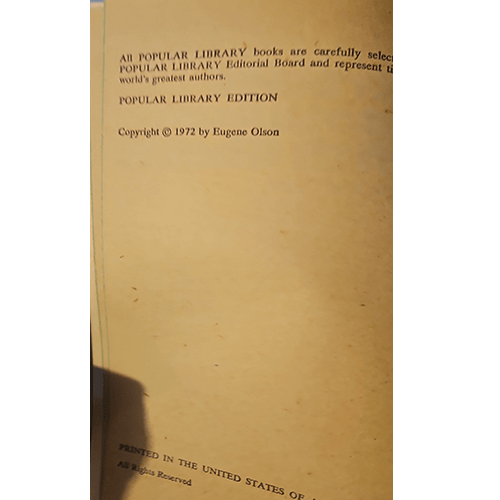 All POPULAR LIBRARY books are carefully
POPULAR LIBRARY Editorial Board and represent
world's greatest authors.
POPULAR LIBRARY EDITION
Copyright © 1972 by Eugene Olson
PRINTED IN THE UNITED STATES OF
All Rights Reserved